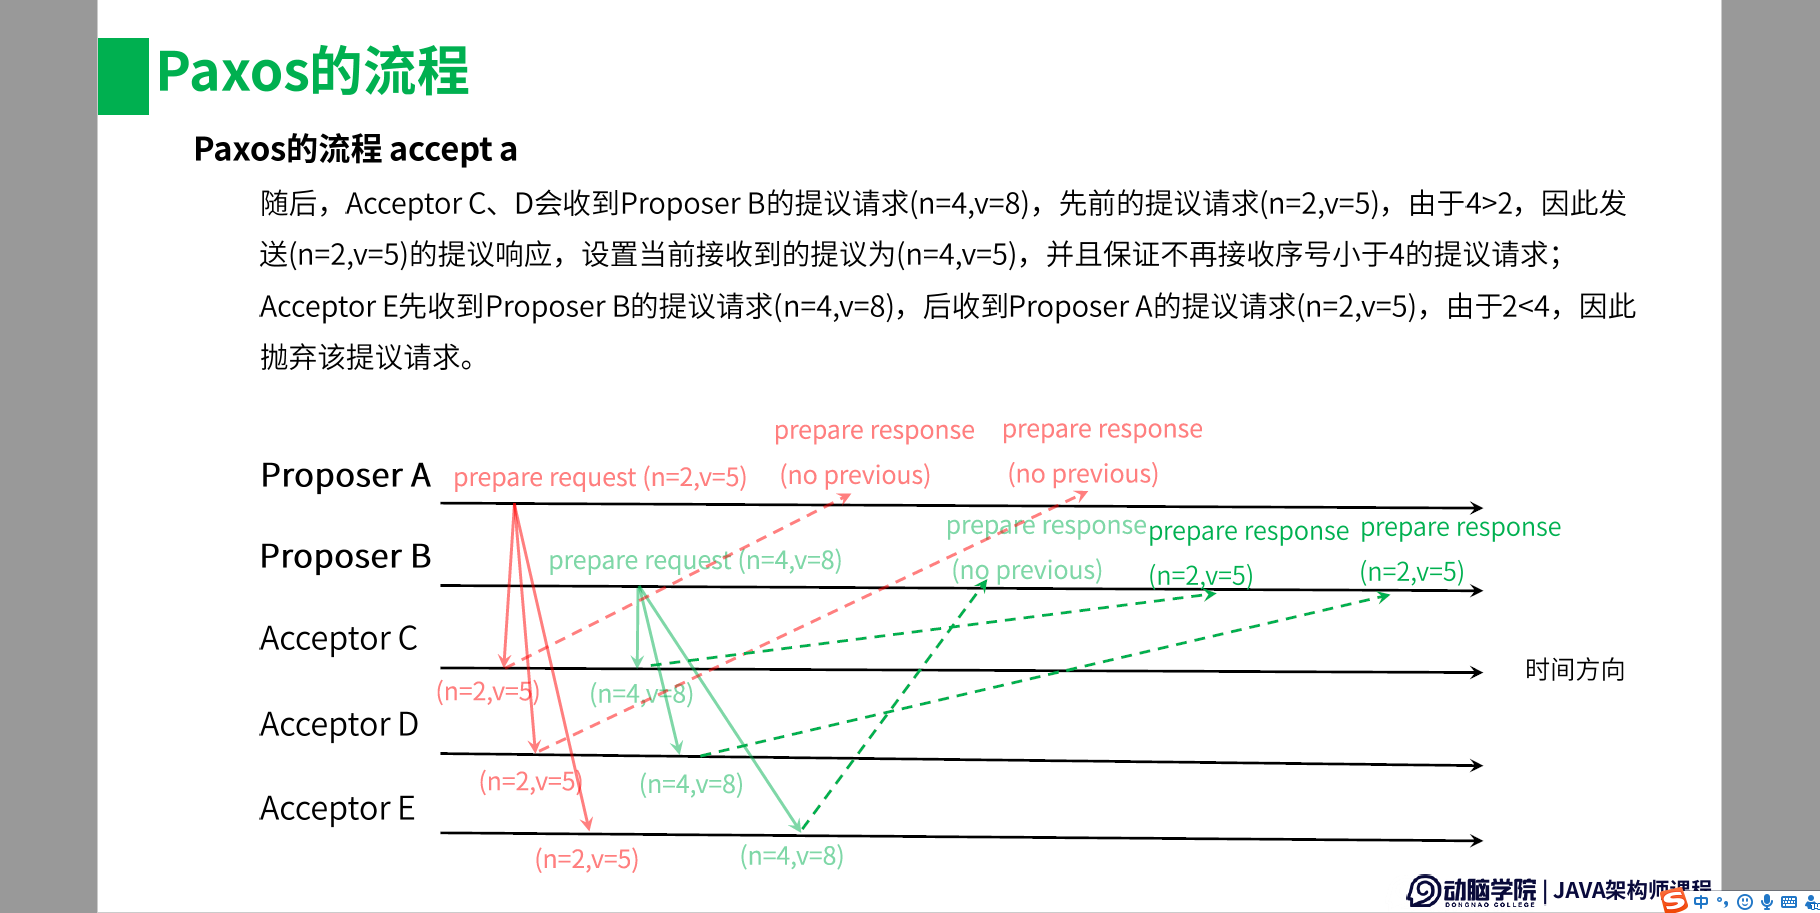 Paxos的流程
Paxos的流程 accept a
随后，Acceptor C、D会收到Proposer B的提议请求(n=4,v=8)，先前的提议请求(n=2,v=5)，由于4>2，因此发
送(n=2,v=5)的提议响应，设置当前接收到的提议为(n=4,v=5)，并且保证不再接收序号小于4的提议请求；
Acceptor E先收到Proposer B的提议请求(n=4,v=8)，后收到Proposer A的提议请求(n=2,v=5)，由于2<4，因此
抛弃该提议请求。
prepare response
prepare response
Proposer A
prepare request (n=2,v=5)
(no previous)
(no previous)
prepare response
prepare response
prepare response
Proposer B
prepare request (n=4,v=8)
(no previous)
(n=2,v=5)
(n=2,v=5)
Acceptor C
时间方向
(n=2,v=5)
(n=4,v=8)
Acceptor D
(n=2,v=5)
(n=4,v=8)
Acceptor E
(n=2,v=5)
(n=4,v=8)
动脑学院 | JAVA架构师课程
DONGNAO COLLEGE
S 中